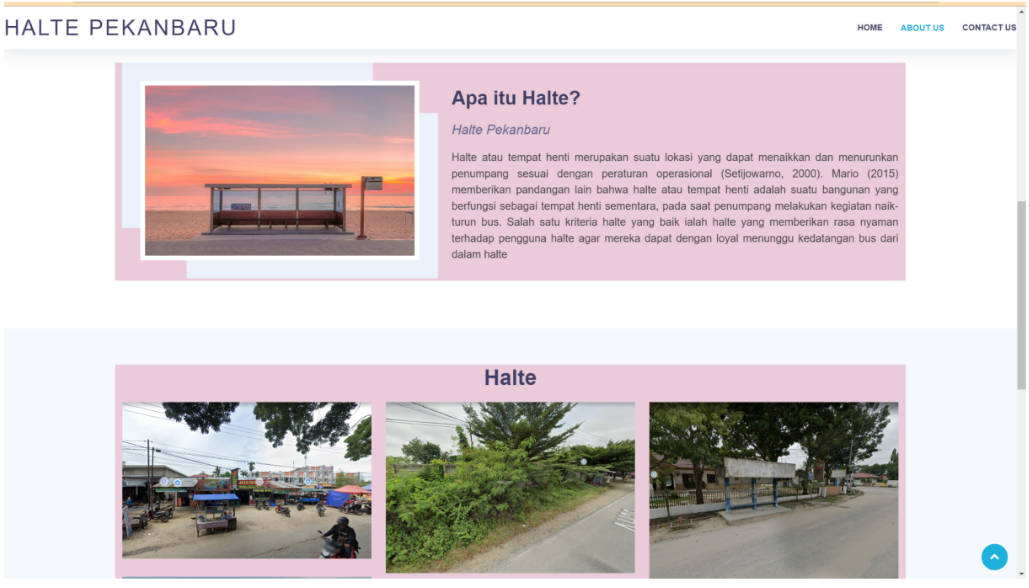 HALTE PEKANBARU
HOME ABOUT US CONTACT US
Apa itu Halte?
Halte Pekanbaru
Halte atau tempat henti merupakan suatu lokasi yang dapat menaikkan dan menurunkan
penumpang sesuai dengan peraturan operasional (Setijowarno, 2000). Mario (2015)
memberikan pandangan lain bahwa halte atau tempat henti adalah suatu bangunan yang
berfungsi sebagai tempat henti sementara, pada saat penumpang melakukan kegiatan naik-
turun bus. Salah satu kriteria halte yang baik ialah halte yang memberikan rasa nyaman
terhadap pengguna halte agar mereka dapat dengan loyal menunggu kedatangan bus dari
dalam halte
Halte